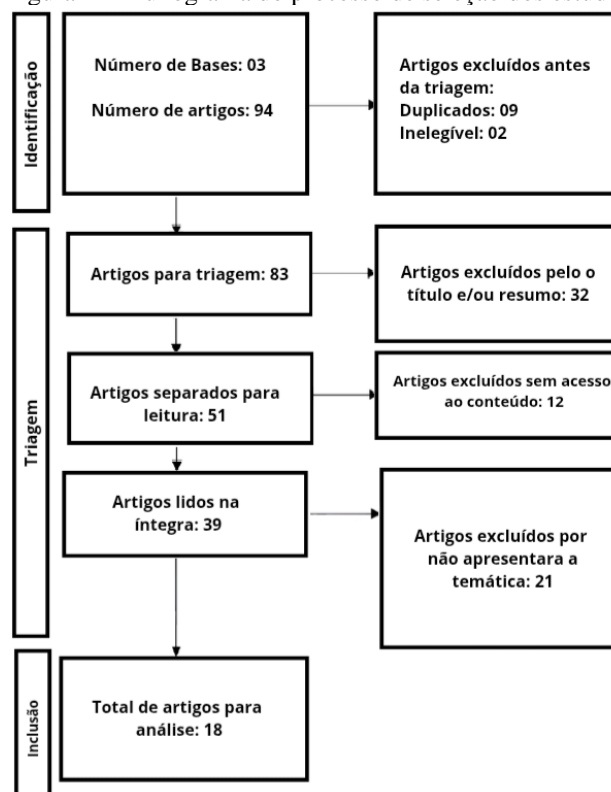 Identificação
Número de Bases: 03
Número de artigos: 94
Artigos excluídos antes
da triagem:
Duplicados: 09
Inelegível: 02
Triagem
Artigos para triagem: 83
Artigos excluídos pelo o
título e/ou resumo: 32
Artigos separados para
leitura: 51
Artigos excluídos sem acesso
ao conteúdo: 12
Artigos lidos na
íntegra: 39
Artigos excluídos por
não apresentara a
temática: 21
Inclusão
Total de artigos para
análise: 18